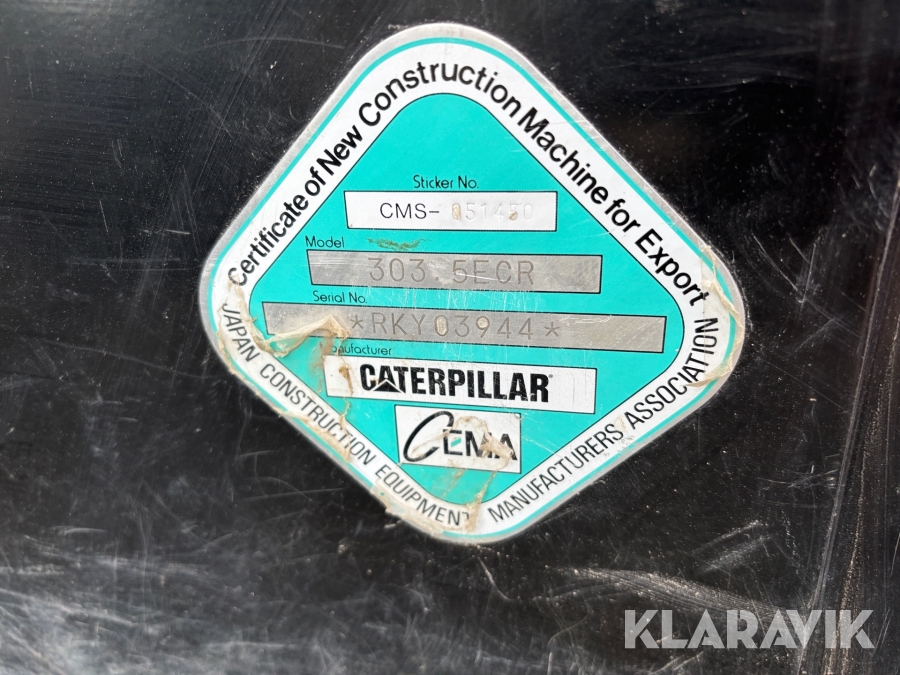 Certificate of New Construction Machine for Export
Sticker No.
CMS-
Model
303 5ECR
Serial No.
*RKY03944*
CATERPILLAR
CEMA
JAPAN CONSTRUCTION EQUIPMENT MANUFACTURERS ASSOCIATION
KLARAVIK